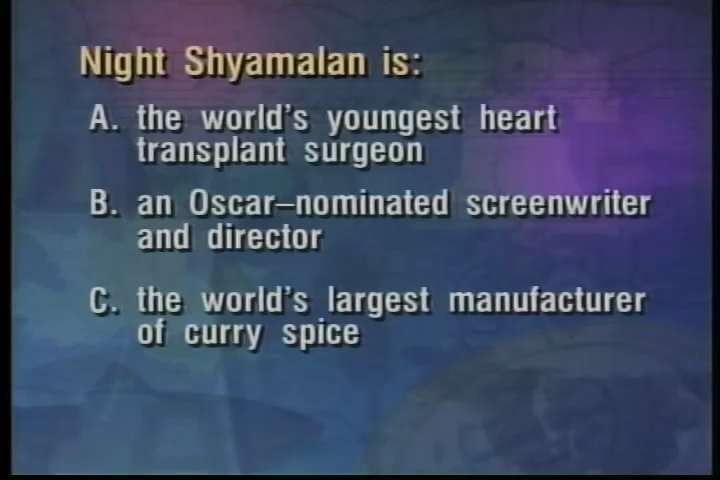 Night Shyamalan is:
A. the world's youngest heart
transplant surgeon
B. an Oscar–nominated screenwriter
and director
C. the world's largest manufacturer
of curry spice